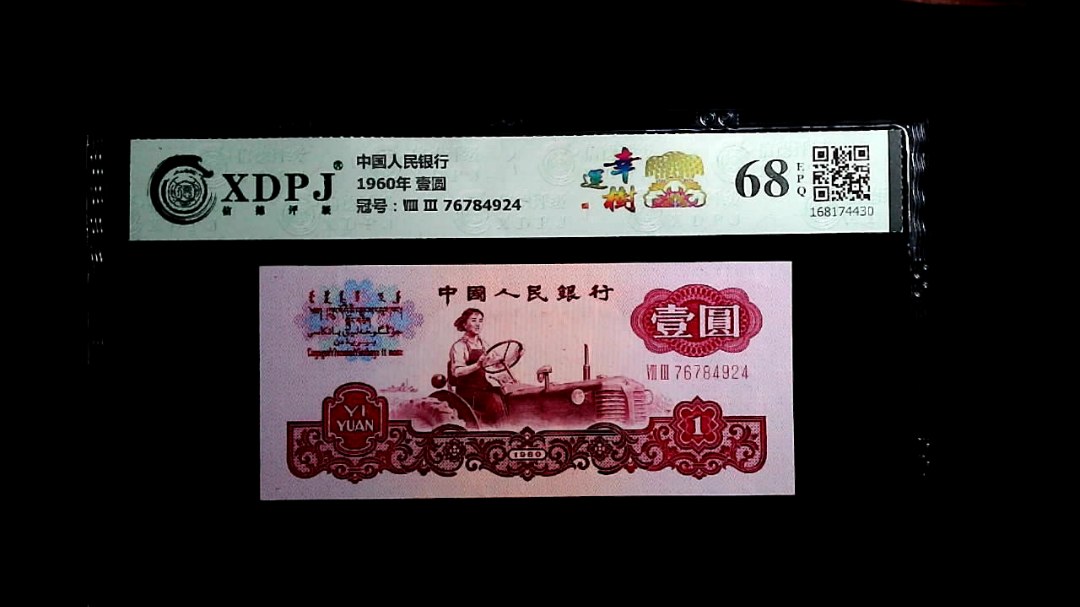 XDPJ®
信德评级
中国人民银行
1960年 壹圆
冠号：Ⅷ Ⅲ 76784924
幸
运
樹
68
EPQ
168174430
中國人民銀行
壹圓
Ⅷ Ⅲ 76784924
YI
YUAN
1960
1